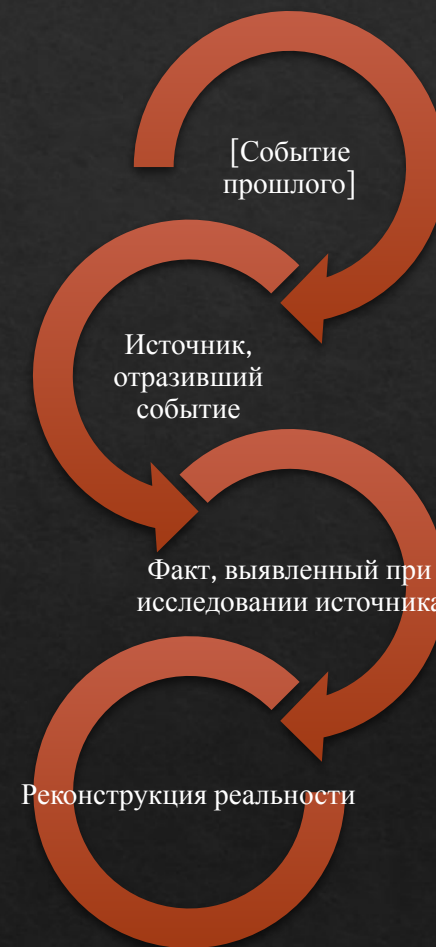 [Событие
прошлого]
Источник,
отразивший
событие
Факт, выявленный при
исследовании источника
Реконструкция реальности